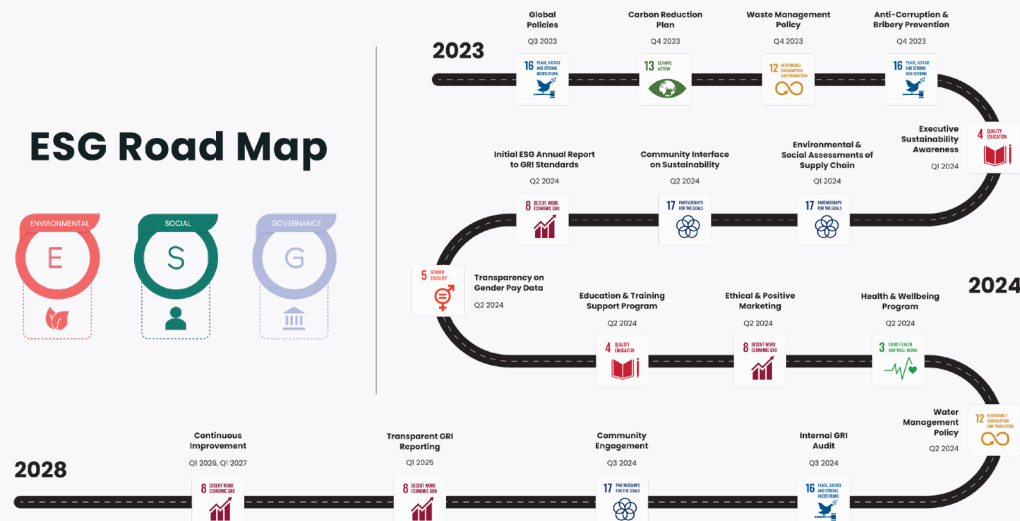 ESG Road Map
ENVIRONMENTAL
E
SOCIAL
S
GOVERNANCE
G
2023
Global
Policies
Q3 2023
16 PEACE, JUSTICE
AND STRONG
INSTITUTIONS
Carbon Reduction
Plan
Q4 2023
13 CLIMATE
ACTION
Waste Management
Policy
Q4 2023
12 RESPONSIBLE
CONSUMPTION
AND PRODUCTION
Anti-Corruption &
Bribery Prevention
Q4 2023
16 PEACE, JUSTICE
AND STRONG
INSTITUTIONS
Executive
Sustainability
Awareness
Q1 2024
4 QUALITY
EDUCATION
Environmental &
Social Assessments of
Supply Chain
Q1 2024
17 PARTNERSHIPS
FOR THE GOALS
Community Interface
on Sustainability
Q2 2024
17 PARTNERSHIPS
FOR THE GOALS
Initial ESG Annual Report
to GRI Standards
Q2 2024
8 DECENT WORK
ECONOMIC GRO
5 GENDER
EQUALITY
Transparency on
Gender Pay Data
Q2 2024
2024
Education & Training
Support Program
Q2 2024
4 QUALITY
EDUCATION
Ethical & Positive
Marketing
Q2 2024
8 DECENT WORK
ECONOMIC GRO
Health & Wellbeing
Program
Q2 2024
3 GOOD HEALTH
AND WELL-BEING
Water
Management
Policy
Q2 2024
12 RESPONSIBLE
CONSUMPTION
AND PRODUCTION
Internal GRI
Audit
Q3 2024
16 PEACE, JUSTICE
AND STRONG
INSTITUTIONS
Community
Engagement
Q3 2024
17 PARTNERSHIPS
FOR THE GOALS
Transparent GRI
Reporting
Q1 2025
8 DECENT WORK
ECONOMIC GRO
Continuous
Improvement
Q1 2026, Q1 2027
8 DECENT WORK
ECONOMIC GRO
2028